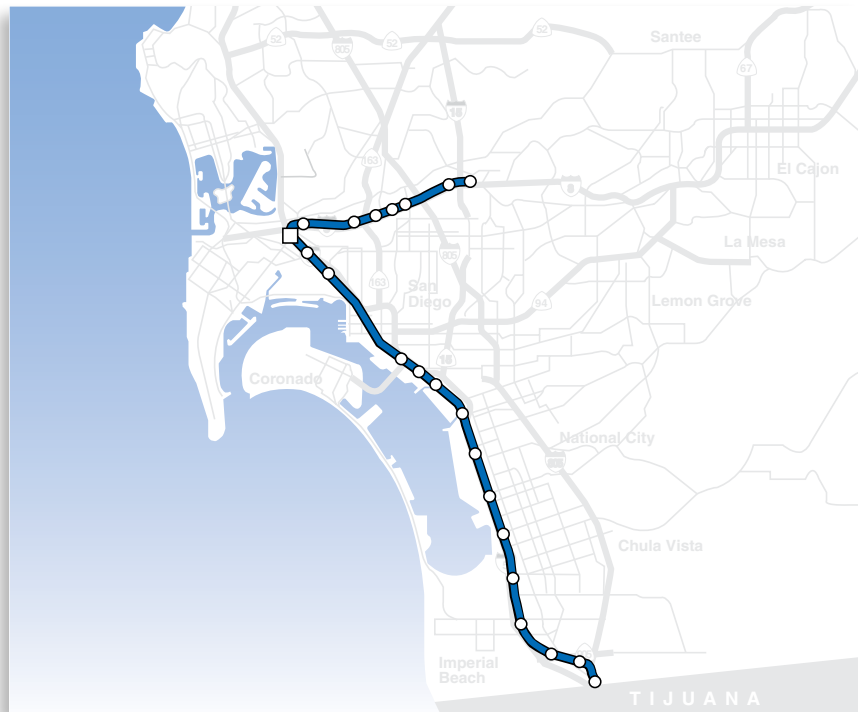 52
805
52
52
Santee
67
15
163
El Cajon
8
La Mesa
805
163
San
Diego
94
Lemon Grove
15
Coronado
National City
805
Chula Vista
Imperial
Beach
TIJUANA